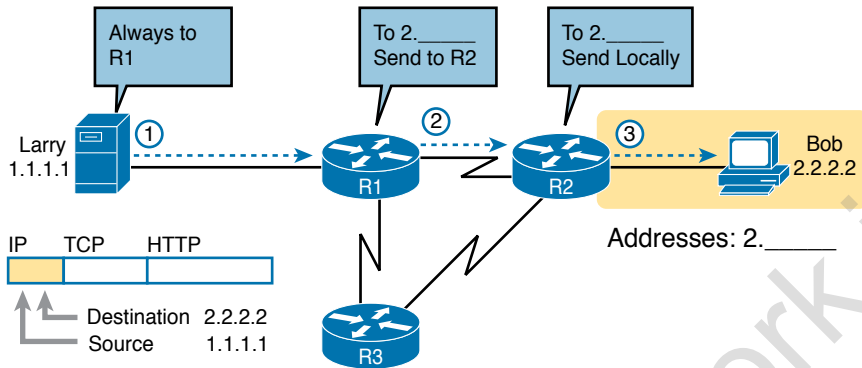 Always to
R1
To 2._____
Send to R2
To 2._____
Send Locally
Larry
1.1.1.1
1
2
3
R1
R2
Bob
2.2.2.2
Addresses: 2._____
IP TCP HTTP
Destination 2.2.2.2
Source 1.1.1.1
R3